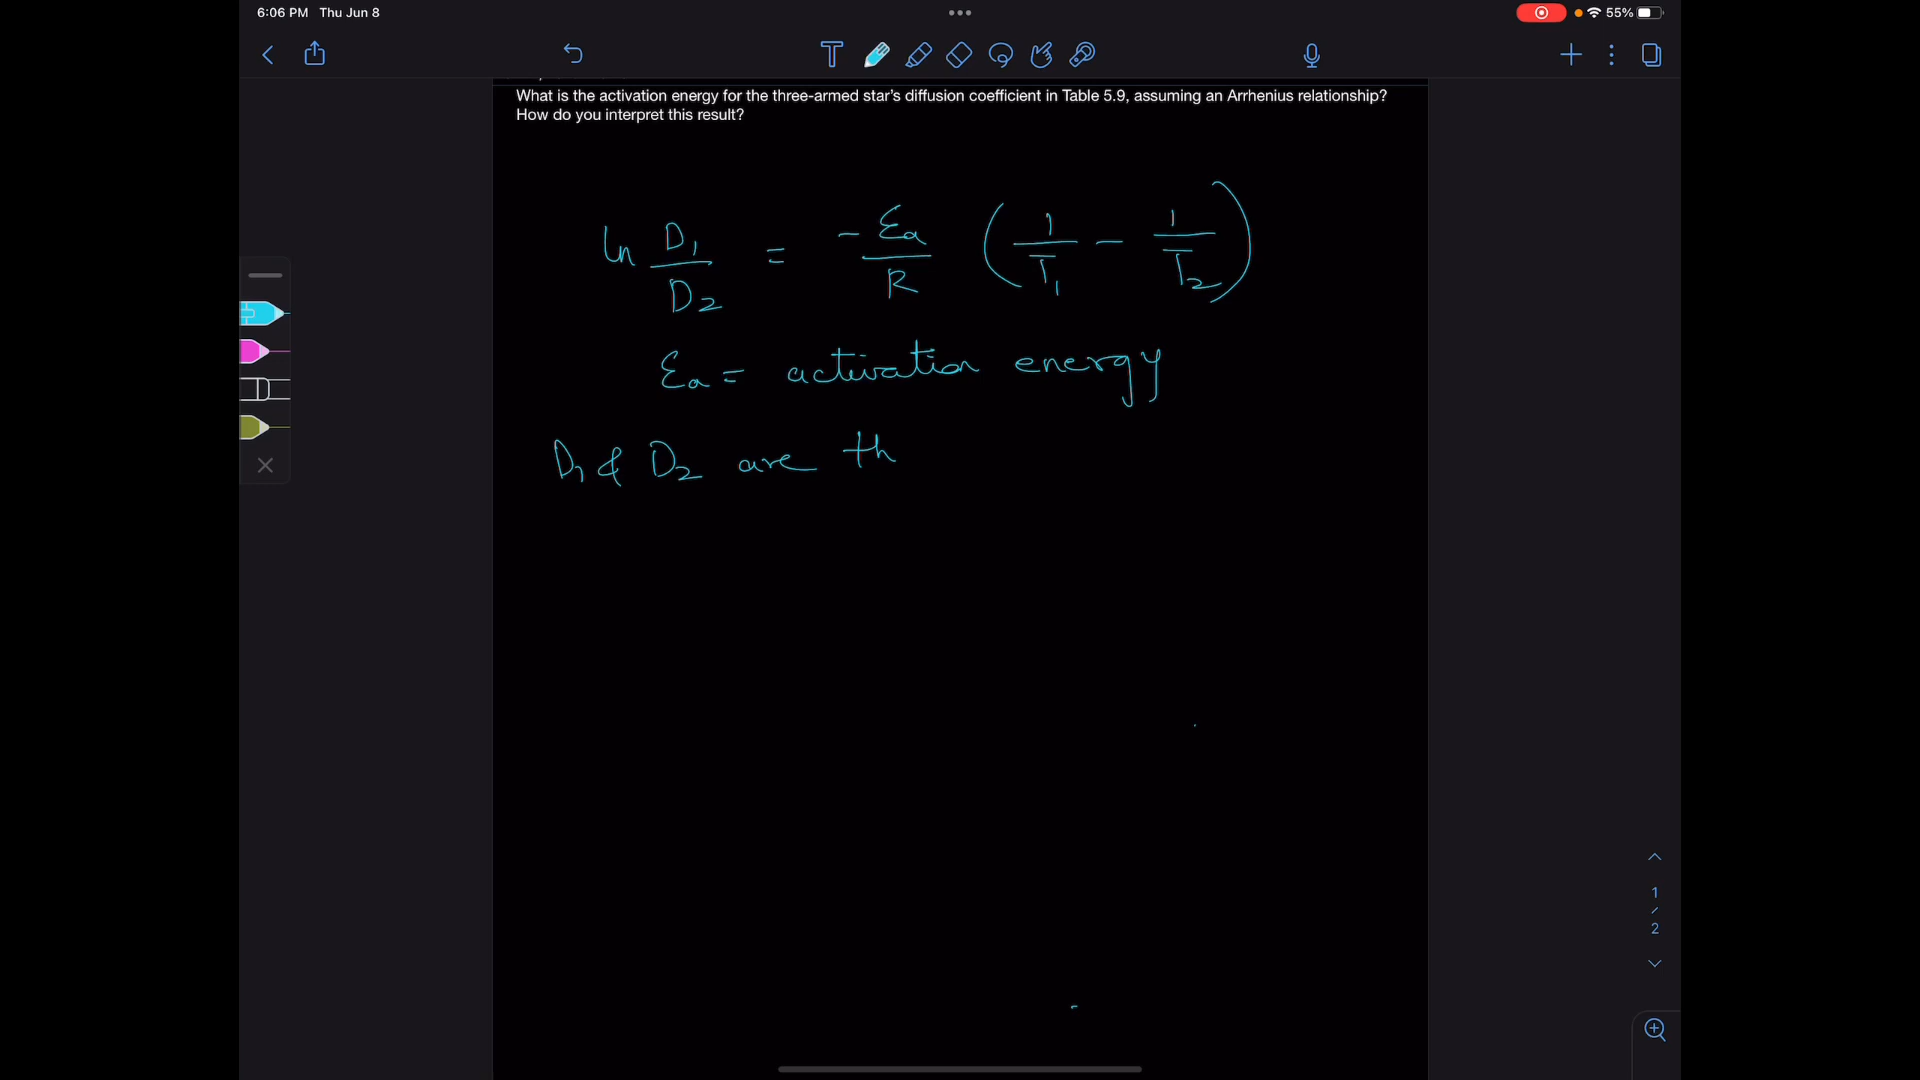 6:06 PM Thu Jun 8
55%
What is the activation energy for the three-armed star's diffusion coefficient in Table 5.9, assuming an Arrhenius relationship?
How do you interpret this result?
ln D1/D2 = -Ea/R (1/T1 - 1/T2)
Ea = activation energy
D1 & D2 are th
1
/
2